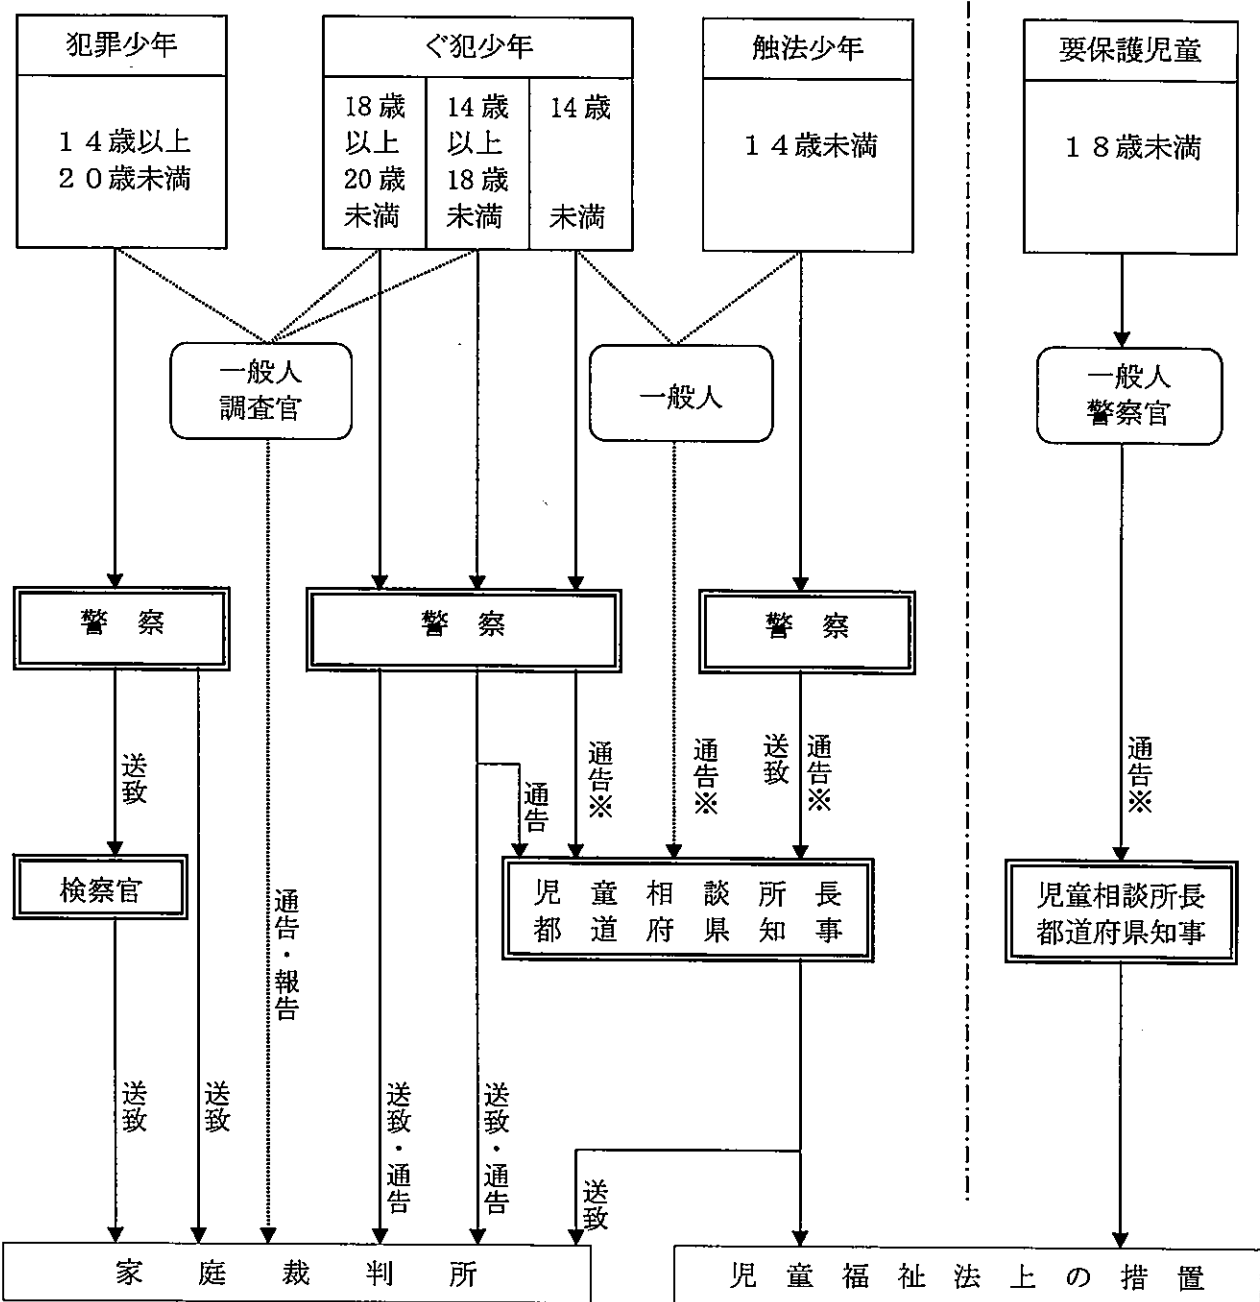 犯罪少年
ぐ犯少年
触法少年
要保護児童
１４歳以上
２０歳未満
18歳
以上
20歳
未満
14歳
以上
18歳
未満
14歳
未満
１４歳未満
１８歳未満
一般人
調査官
一般人
一般人
警察官
警察
警察
警察
送致
通告
通告※
通告※
送致
通告※
通告※
検察官
児童相談所長
都道府県知事
児童相談所長
都道府県知事
通告・報告
送致
送致
送致・通告
送致・通告
送致
家庭裁判所
児童福祉法上の措置